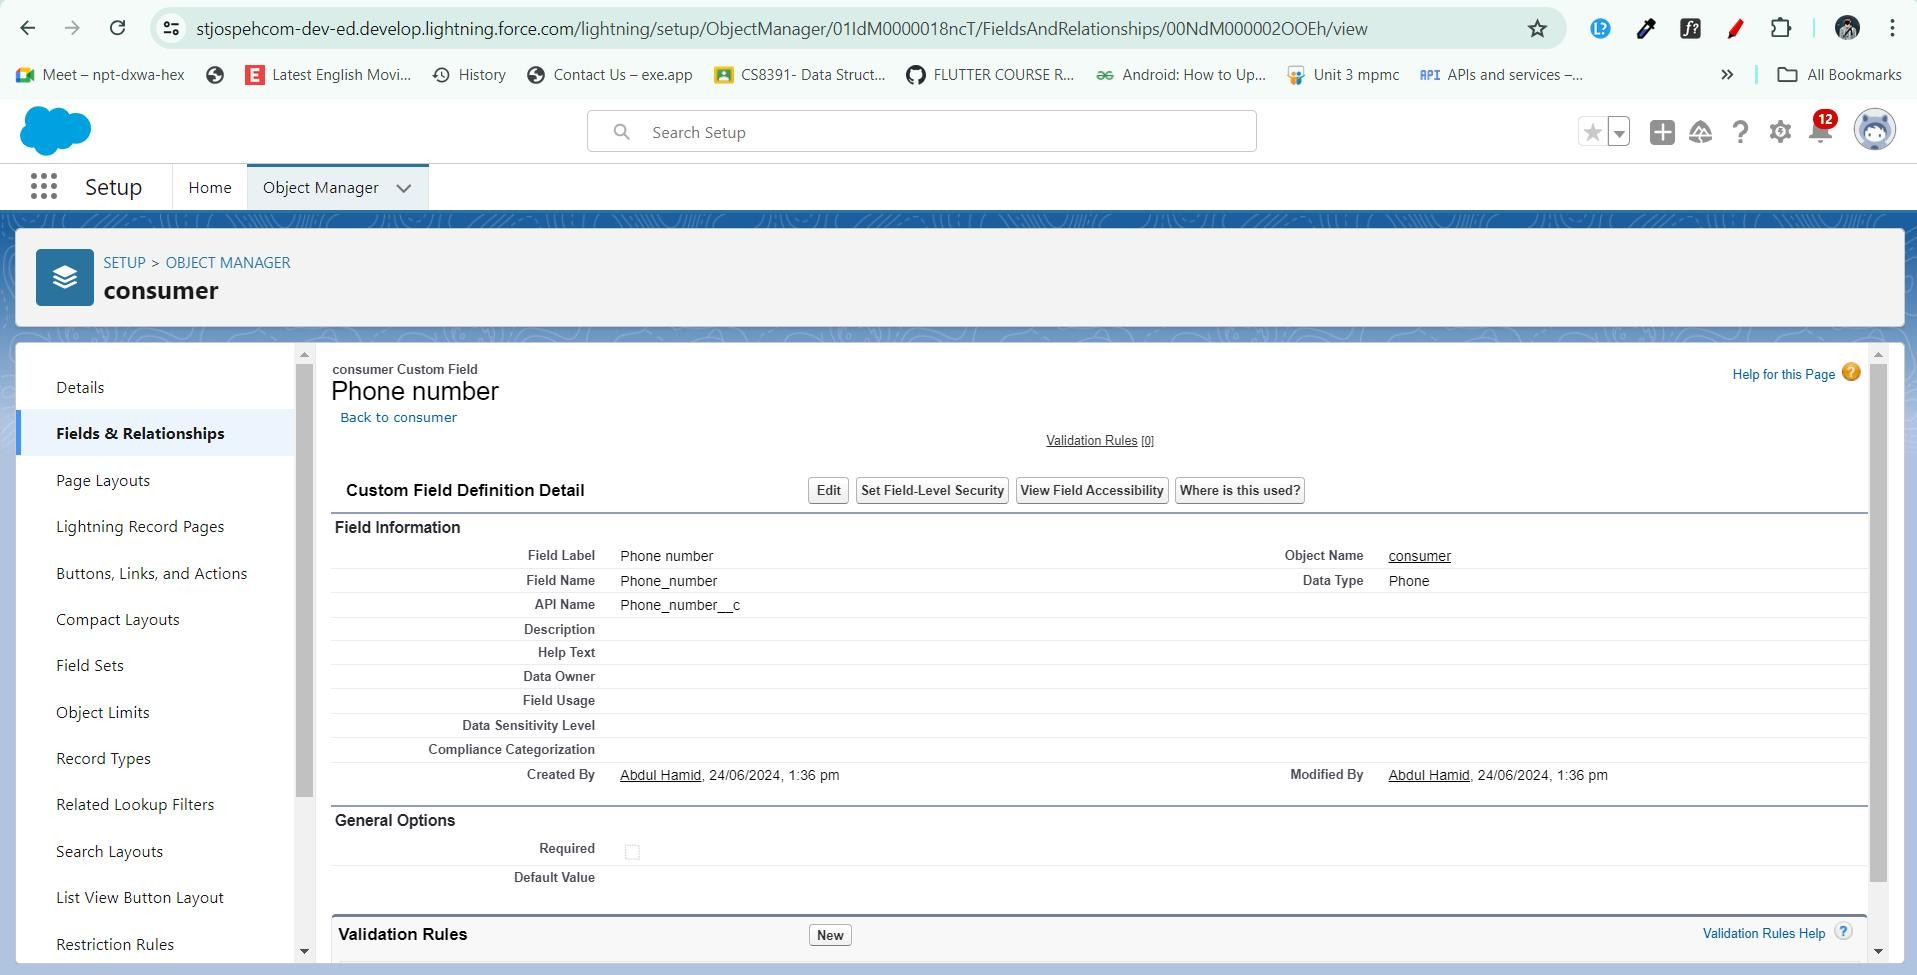 stjospehcom-dev-ed.develop.lightning.force.com/lightning/setup/ObjectManager/01IdM0000018ncT/FieldsAndRelationships/00NdM000002OOEh/view
Meet – npt-dxwa-hex
Latest English Movi...
History
Contact Us – exe.app
CS8391- Data Struct...
FLUTTER COURSE R...
Android: How to Up...
Unit 3 mpmc
API APIs and services –...
»
All Bookmarks
Search Setup
12
Setup
Home
Object Manager
SETUP > OBJECT MANAGER
consumer
Details
Fields & Relationships
Page Layouts
Lightning Record Pages
Buttons, Links, and Actions
Compact Layouts
Field Sets
Object Limits
Record Types
Related Lookup Filters
Search Layouts
List View Button Layout
Restriction Rules
consumer Custom Field
Phone number
Back to consumer
Help for this Page ?
Validation Rules [0]
Custom Field Definition Detail
Edit
Set Field-Level Security
View Field Accessibility
Where is this used?
Field Information
Field Label Phone number
Object Name consumer
Field Name Phone_number
Data Type Phone
API Name Phone_number__c
Description
Help Text
Data Owner
Field Usage
Data Sensitivity Level
Compliance Categorization
Created By Abdul Hamid, 24/06/2024, 1:36 pm
Modified By Abdul Hamid, 24/06/2024, 1:36 pm
General Options
Required
Default Value
Validation Rules
New
Validation Rules Help ?